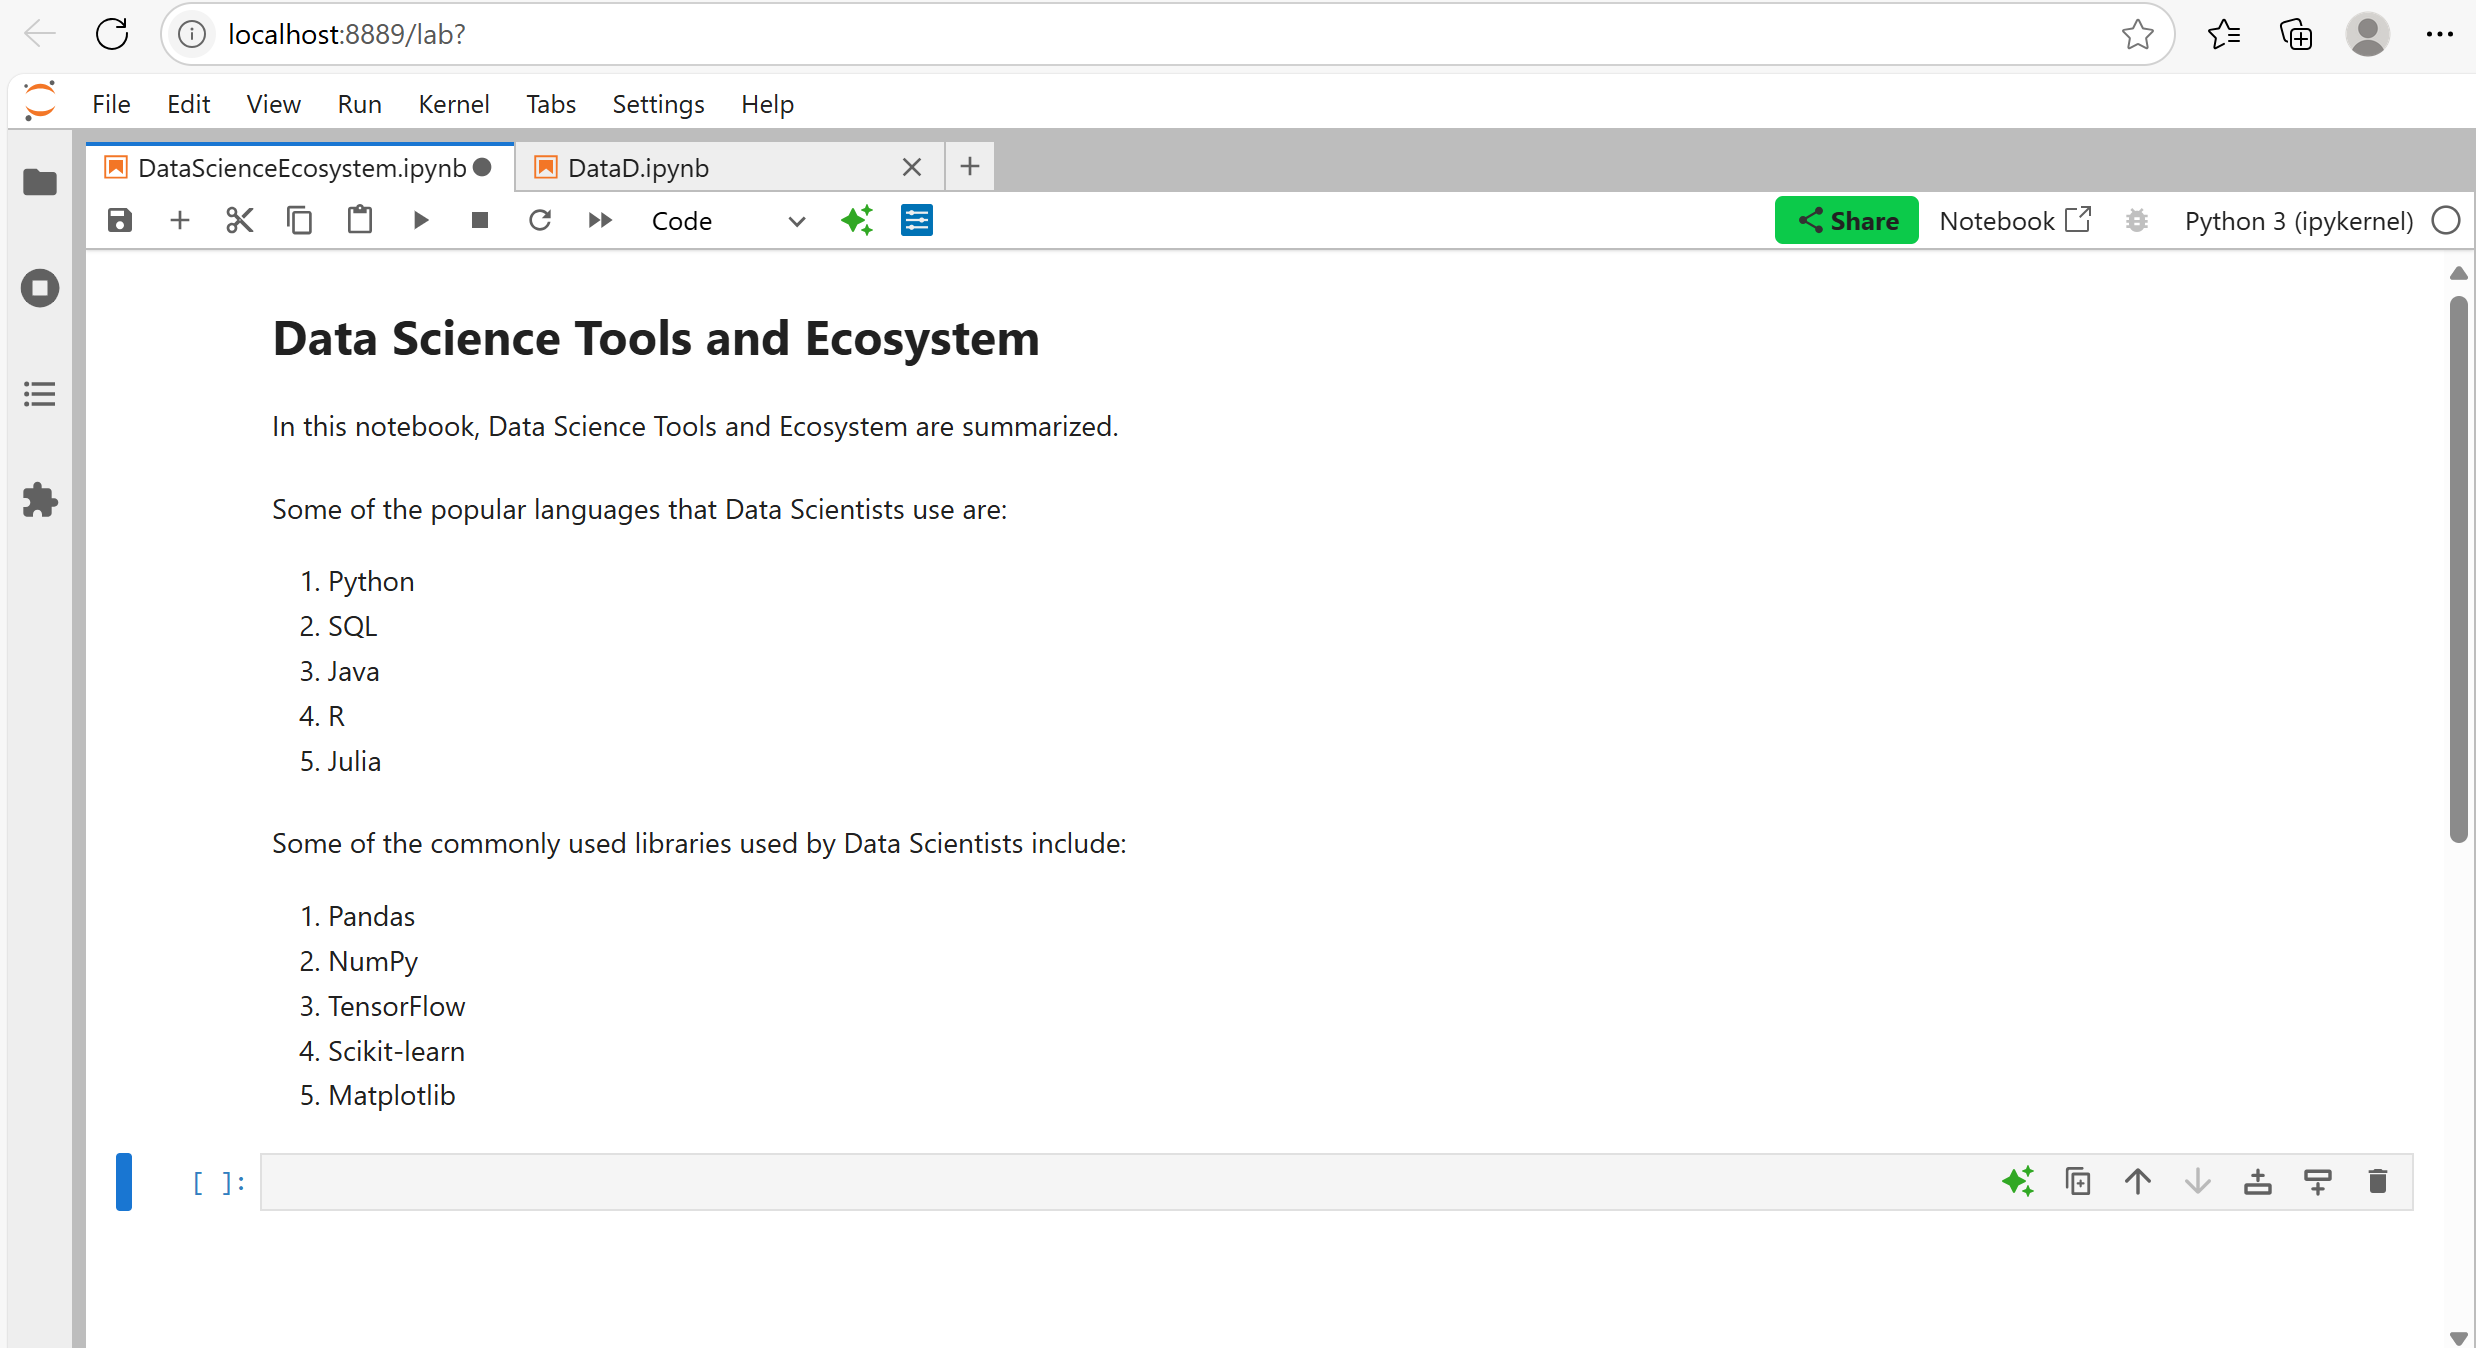 localhost:8889/lab?
File Edit View Run Kernel Tabs Settings Help
DataScienceEcosystem.ipynb DataD.ipynb
Code Share Notebook Python 3 (ipykernel)
Data Science Tools and Ecosystem
In this notebook, Data Science Tools and Ecosystem are summarized.
Some of the popular languages that Data Scientists use are:
1. Python
2. SQL
3. Java
4. R
5. Julia
Some of the commonly used libraries used by Data Scientists include:
1. Pandas
2. NumPy
3. TensorFlow
4. Scikit-learn
5. Matplotlib
[ ]: